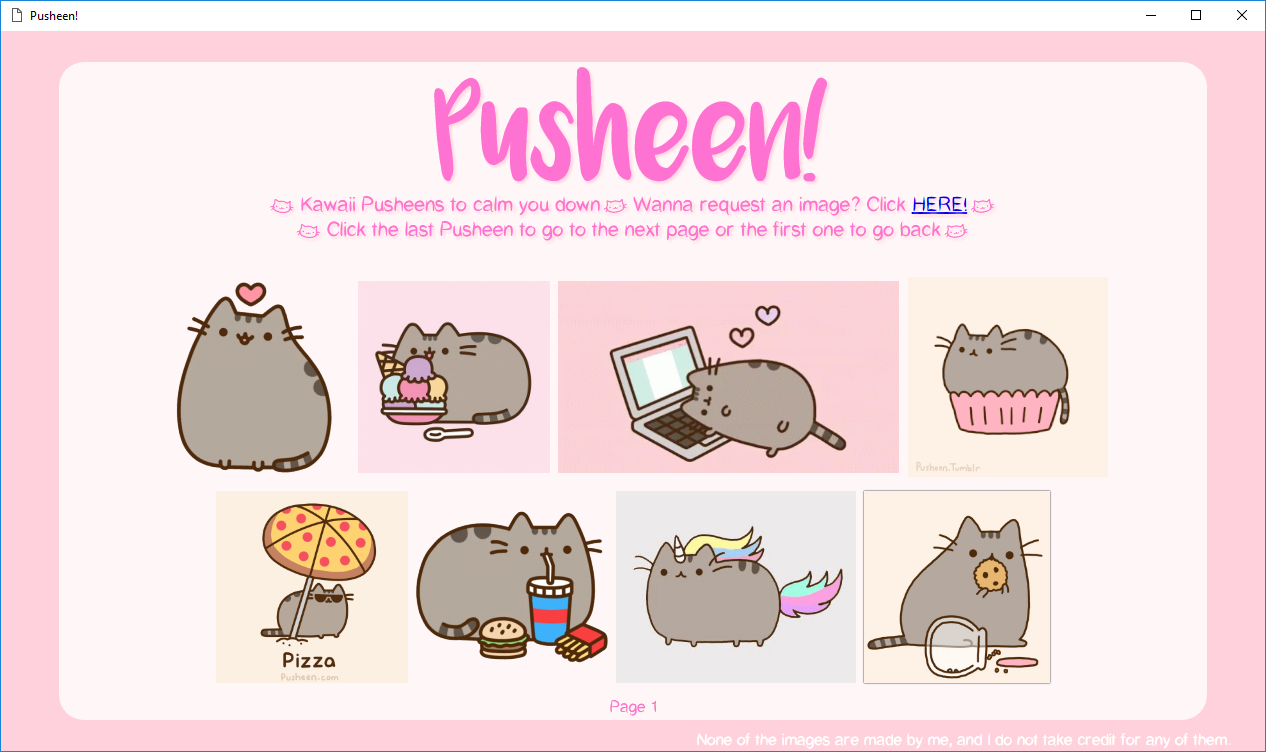 Pusheen!
Pusheen!
Kawaii Pusheens to calm you down Wanna request an image? Click HERE!
Click the last Pusheen to go to the next page or the first one to go back
Pusheen.Tumblr
Pizza
Pusheen.com
Page 1
None of the images are made by me, and I do not take credit for any of them.